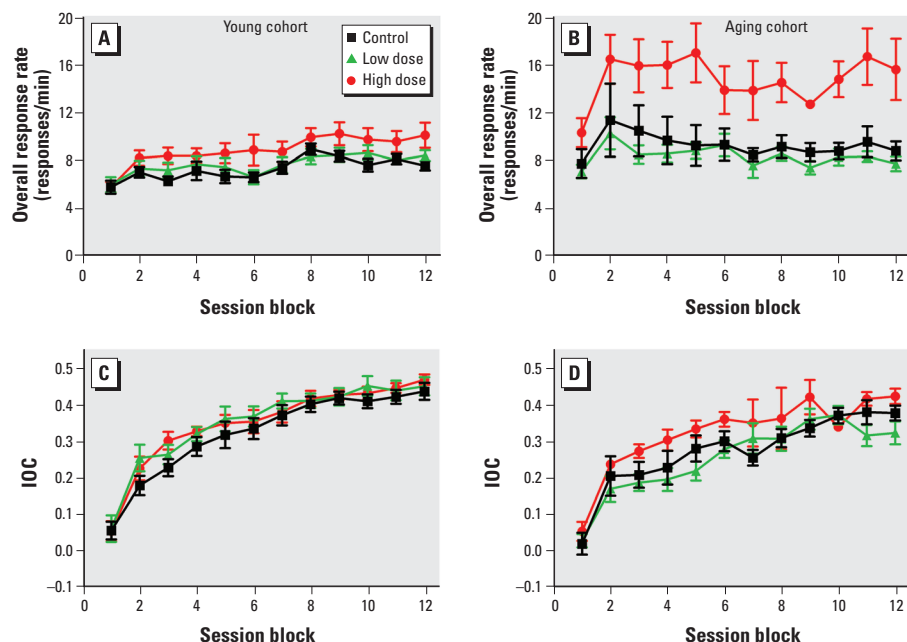 A
Young cohort
Control
Low dose
High dose
Overall response rate
(responses/min)
20
16
12
8
4
0
0 2 4 6 8 10 12
Session block
B
Aging cohort
Overall response rate
(responses/min)
20
16
12
8
4
0
0 2 4 6 8 10 12
Session block
C
IOC
0.5
0.4
0.3
0.2
0.1
0.0
–0.1
0 2 4 6 8 10 12
Session block
D
IOC
0.5
0.4
0.3
0.2
0.1
0.0
–0.1
0 2 4 6 8 10 12
Session block